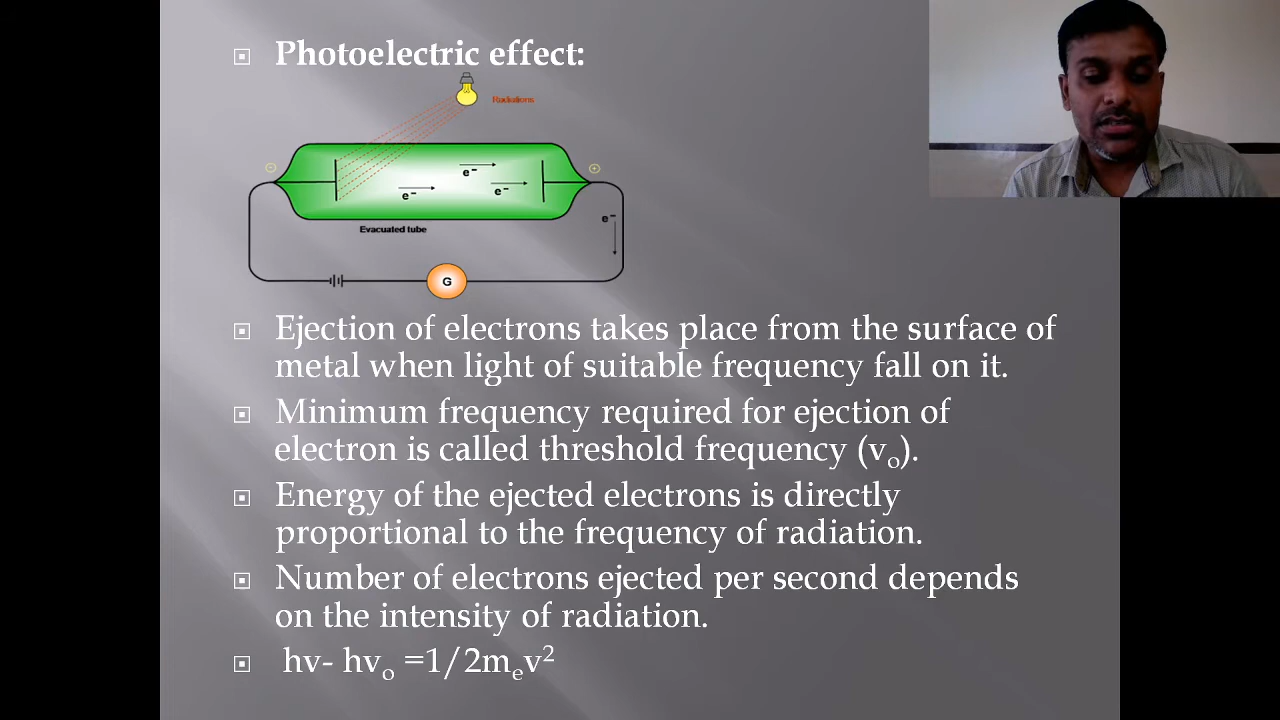 Photoelectric effect:
Radiations
e⁻
e⁻
e⁻
e⁻
Evacuated tube
G
Ejection of electrons takes place from the surface of
metal when light of suitable frequency fall on it.
Minimum frequency required for ejection of
electron is called threshold frequency (vₒ).
Energy of the ejected electrons is directly
proportional to the frequency of radiation.
Number of electrons ejected per second depends
on the intensity of radiation.
hv- hvₒ =1/2mₑv²